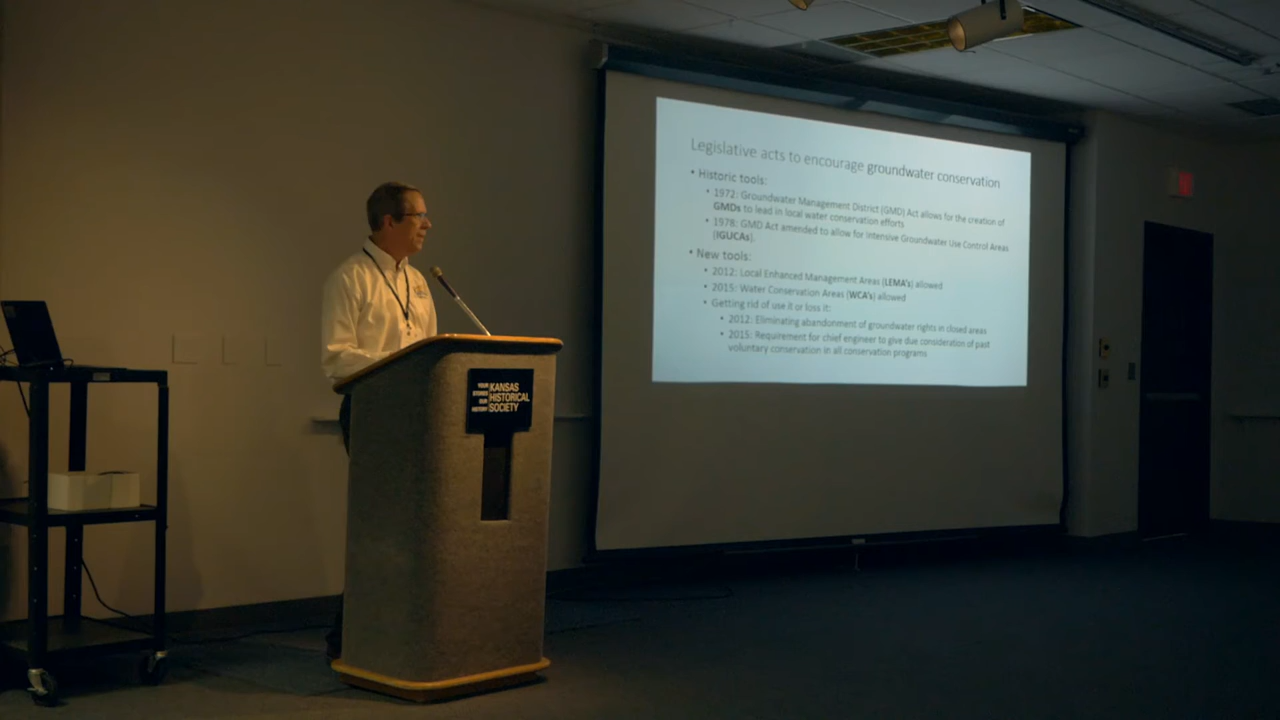 Legislative acts to encourage groundwater conservation
• Historic tools:
• 1972: Groundwater Management District (GMD) Act allows for the creation of
GMDs to lead in local water conservation efforts
• 1978: GMD Act amended to allow for Intensive Groundwater Use Control Areas
(IGUCAs).
• New tools:
• 2012: Local Enhanced Management Areas (LEMA's) allowed
• 2015: Water Conservation Areas (WCA's) allowed
• Getting rid of use it or loss it:
• 2012: Eliminating abandonment of groundwater rights in closed areas
• 2015: Requirement for chief engineer to give due consideration of past
voluntary conservation in all conservation programs
YOUR
STORIES
OUR
HISTORY
KANSAS
HISTORICAL
SOCIETY